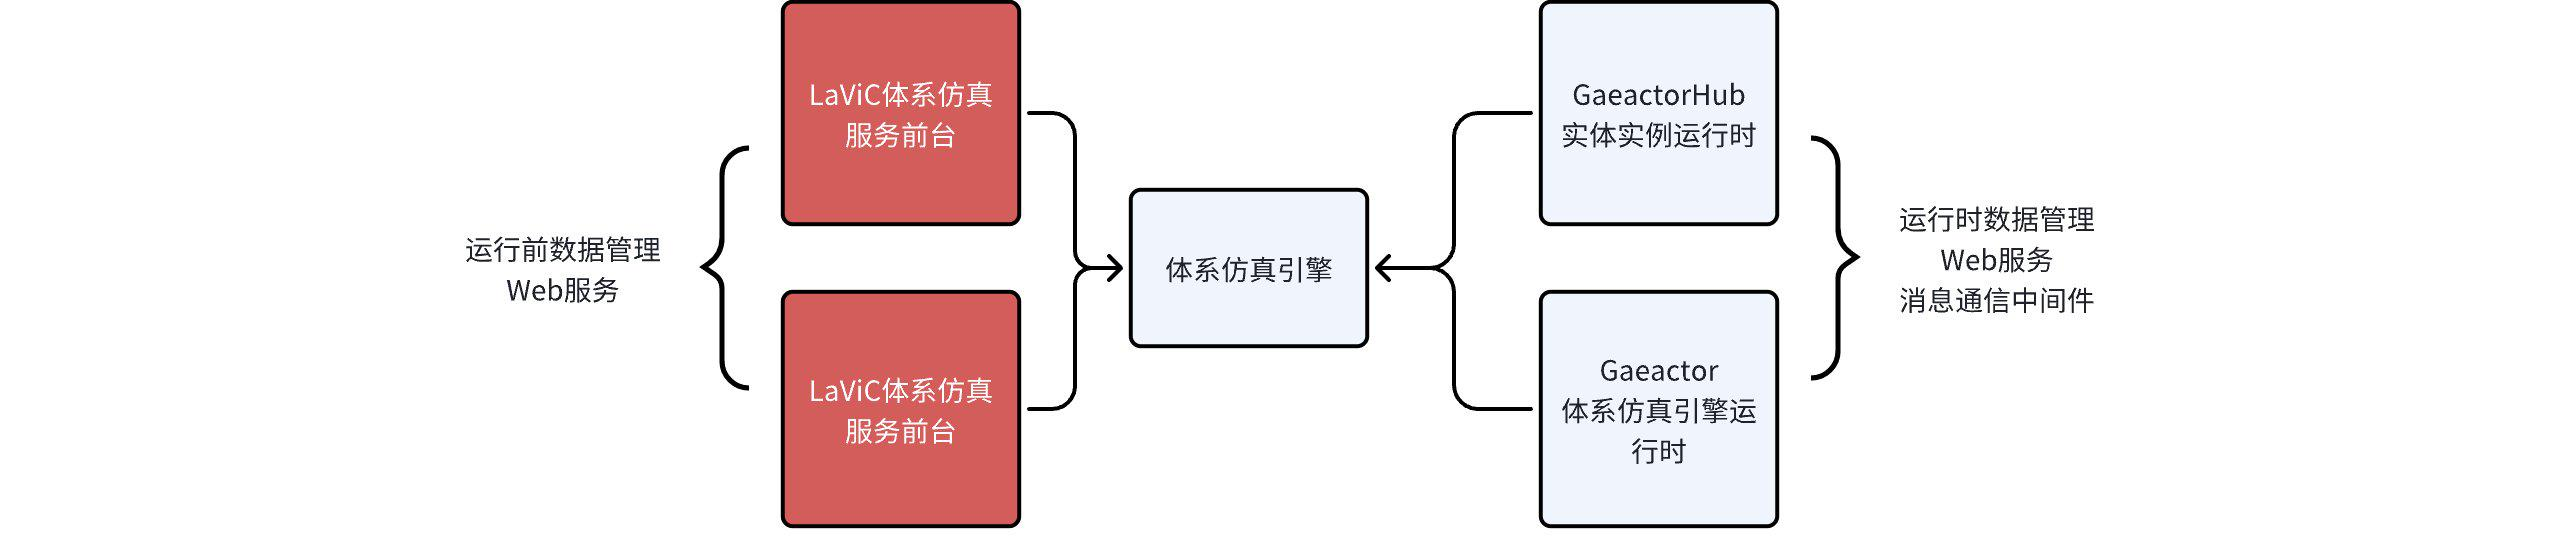 运行前数据管理
Web服务
LaViC体系仿真
服务前台
LaViC体系仿真
服务前台
体系仿真引擎
GaeactorHub
实体实例运行时
Gaeactor
体系仿真引擎运
行时
运行时数据管理
Web服务
消息通信中间件